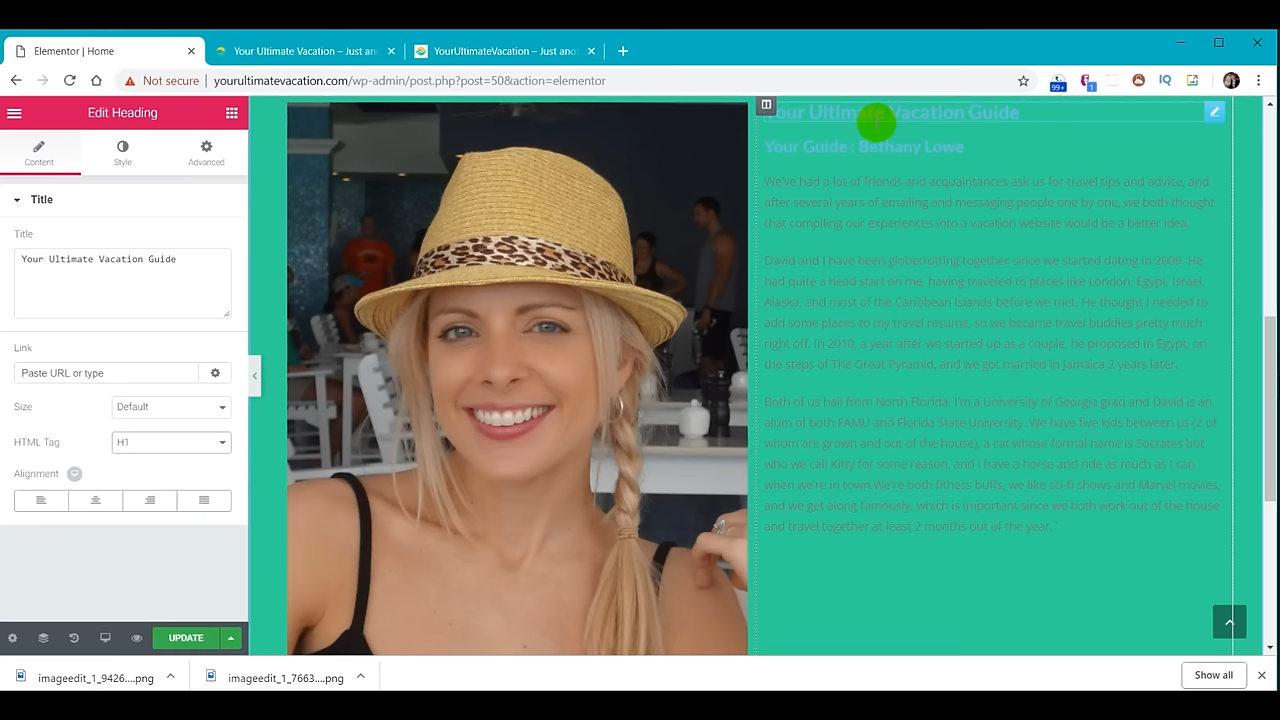 Elementor | Home
Your Ultimate Vacation – Just an
YourUltimateVacation – Just ano
Not secure | yourultimatevacation.com/wp-admin/post.php?post=50&action=elementor
99+
1
IQ
Edit Heading
Content
Style
Advanced
Title
Title
Your Ultimate Vacation Guide
Link
Paste URL or type
Size
Default
HTML Tag
H1
Alignment
UPDATE
Your Ultimate Vacation Guide
Your Guide : Bethany Lowe
We've had a lot of friends and acquaintances ask us for travel tips and advice, and
after several years of emailing and messaging people one by one, we both thought
that compiling our experiences into a vacation website would be a better idea.
David and I have been globetrotting together since we started dating in 2009. He
had quite a head start on me, having traveled to places like London, Egypt, Israel,
Alaska, and most of the Caribbean Islands before we met. He thought I needed to
add some places to my travel resume, so we became travel buddies pretty much
right off. In 2010, a year after we started up as a couple, he proposed in Egypt, on
the steps of The Great Pyramid, and we got married in Jamaica 2 years later.
Both of us hail from North Florida. I'm a University of Georgia grad and David is an
alum of both FAMU and Florida State University. We have five kids between us (2 of
whom are grown and out of the house), a cat whose formal name is Socrates but
who we call Kitty for some reason, and I have a horse and ride as much as I can
when we're in town.We're both fitness buffs, we like sci-fi shows and Marvel movies,
and we get along famously, which is important since we both work out of the house
and travel together at least 2 months out of the year. `
imageedit_1_9426....png
imageedit_1_7663....png
Show all